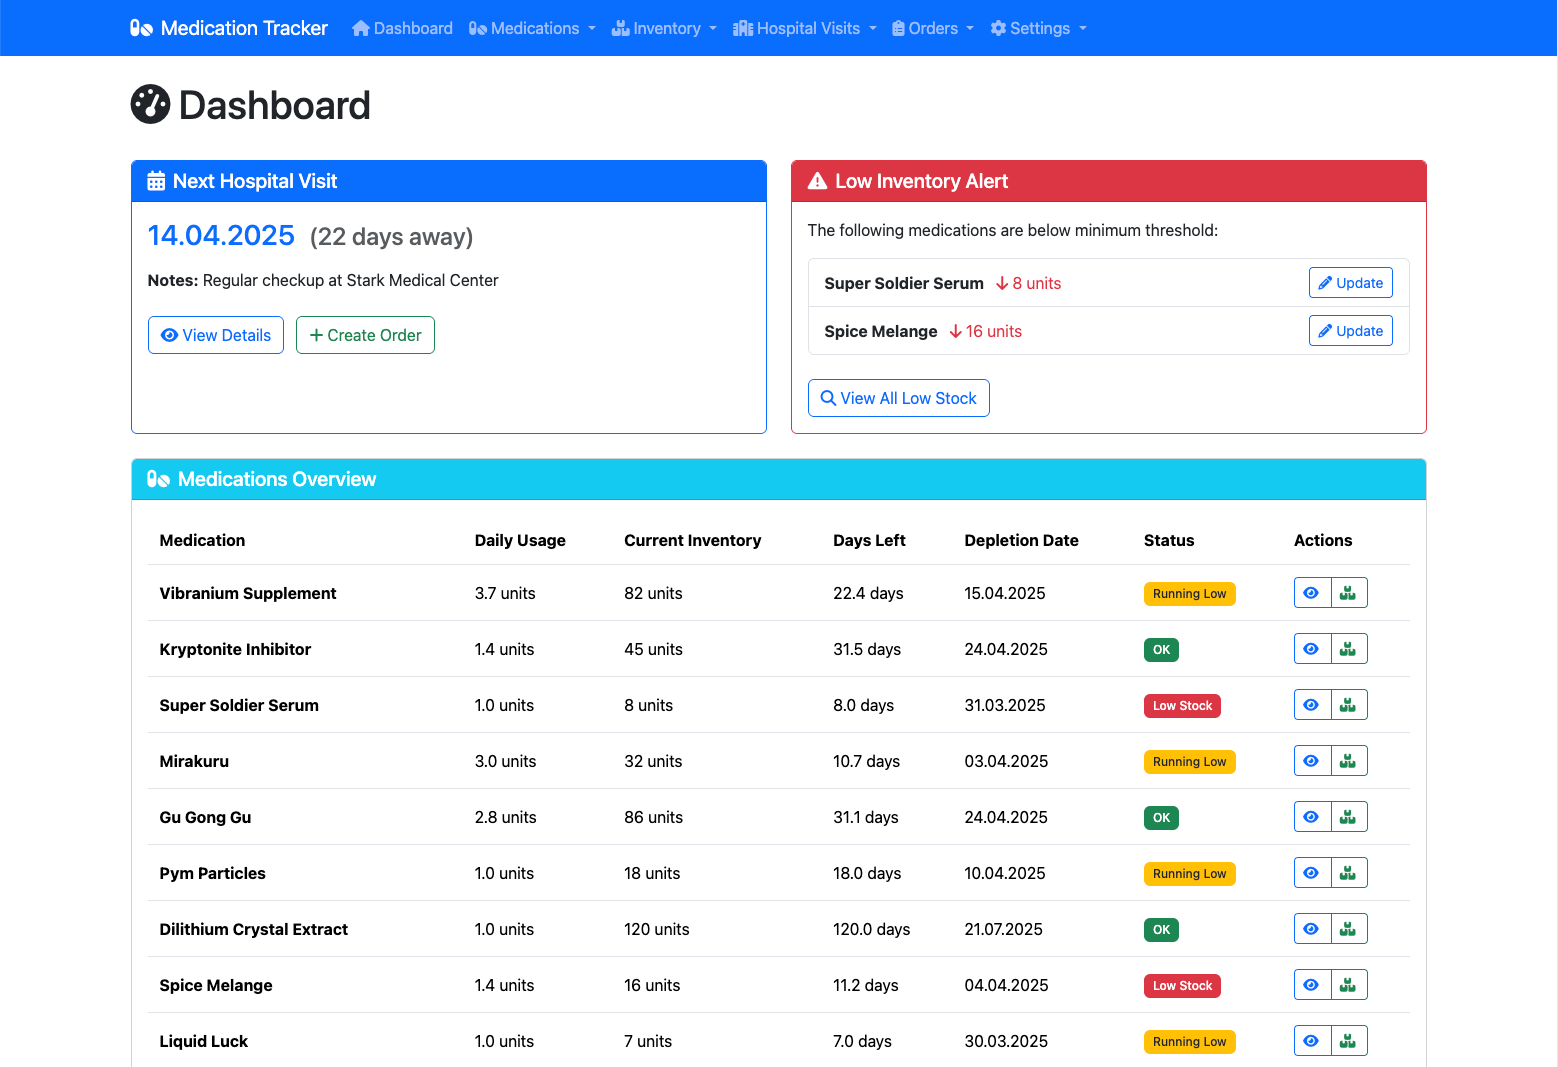 Medication Tracker Dashboard Medications Inventory Hospital Visits Orders Settings
Dashboard
Next Hospital Visit
14.04.2025 (22 days away)
Notes: Regular checkup at Stark Medical Center
View Details Create Order
Low Inventory Alert
The following medications are below minimum threshold:
Super Soldier Serum 8 units Update
Spice Melange 16 units Update
View All Low Stock
Medications Overview
Medication Daily Usage Current Inventory Days Left Depletion Date Status Actions
Vibranium Supplement 3.7 units 82 units 22.4 days 15.04.2025 Running Low
Kryptonite Inhibitor 1.4 units 45 units 31.5 days 24.04.2025 OK
Super Soldier Serum 1.0 units 8 units 8.0 days 31.03.2025 Low Stock
Mirakuru 3.0 units 32 units 10.7 days 03.04.2025 Running Low
Gu Gong Gu 2.8 units 86 units 31.1 days 24.04.2025 OK
Pym Particles 1.0 units 18 units 18.0 days 10.04.2025 Running Low
Dilithium Crystal Extract 1.0 units 120 units 120.0 days 21.07.2025 OK
Spice Melange 1.4 units 16 units 11.2 days 04.04.2025 Low Stock
Liquid Luck 1.0 units 7 units 7.0 days 30.03.2025 Running Low